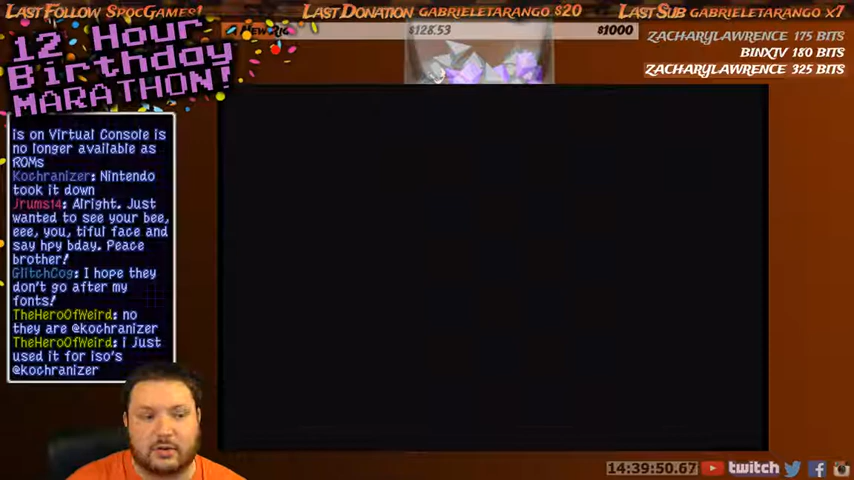 Last Follow SpocGames1 Last Donation gabrieletarango $20 Last Sub gabrieletarango x7
$128.53 $1000
12 Hour
Birthday
MARATHON!
ZacharyLawrence 175 bits
BinxTV 180 bits
ZacharyLawrence 325 bits
is on Virtual Console is
no longer available as
ROMs
Kochranizer: Nintendo
took it down
Jrums14: Alright. Just
wanted to see your bee,
eee, you, tiful face and
say hpy bday. Peace
brother!
GlitchCog: I hope they
don't go after my
fonts!
TheHeroOfWeird: no
they are @kochranizer
TheHeroOfWeird: i just
used it for iso's
@kochranizer
14:39:50.67 twitch